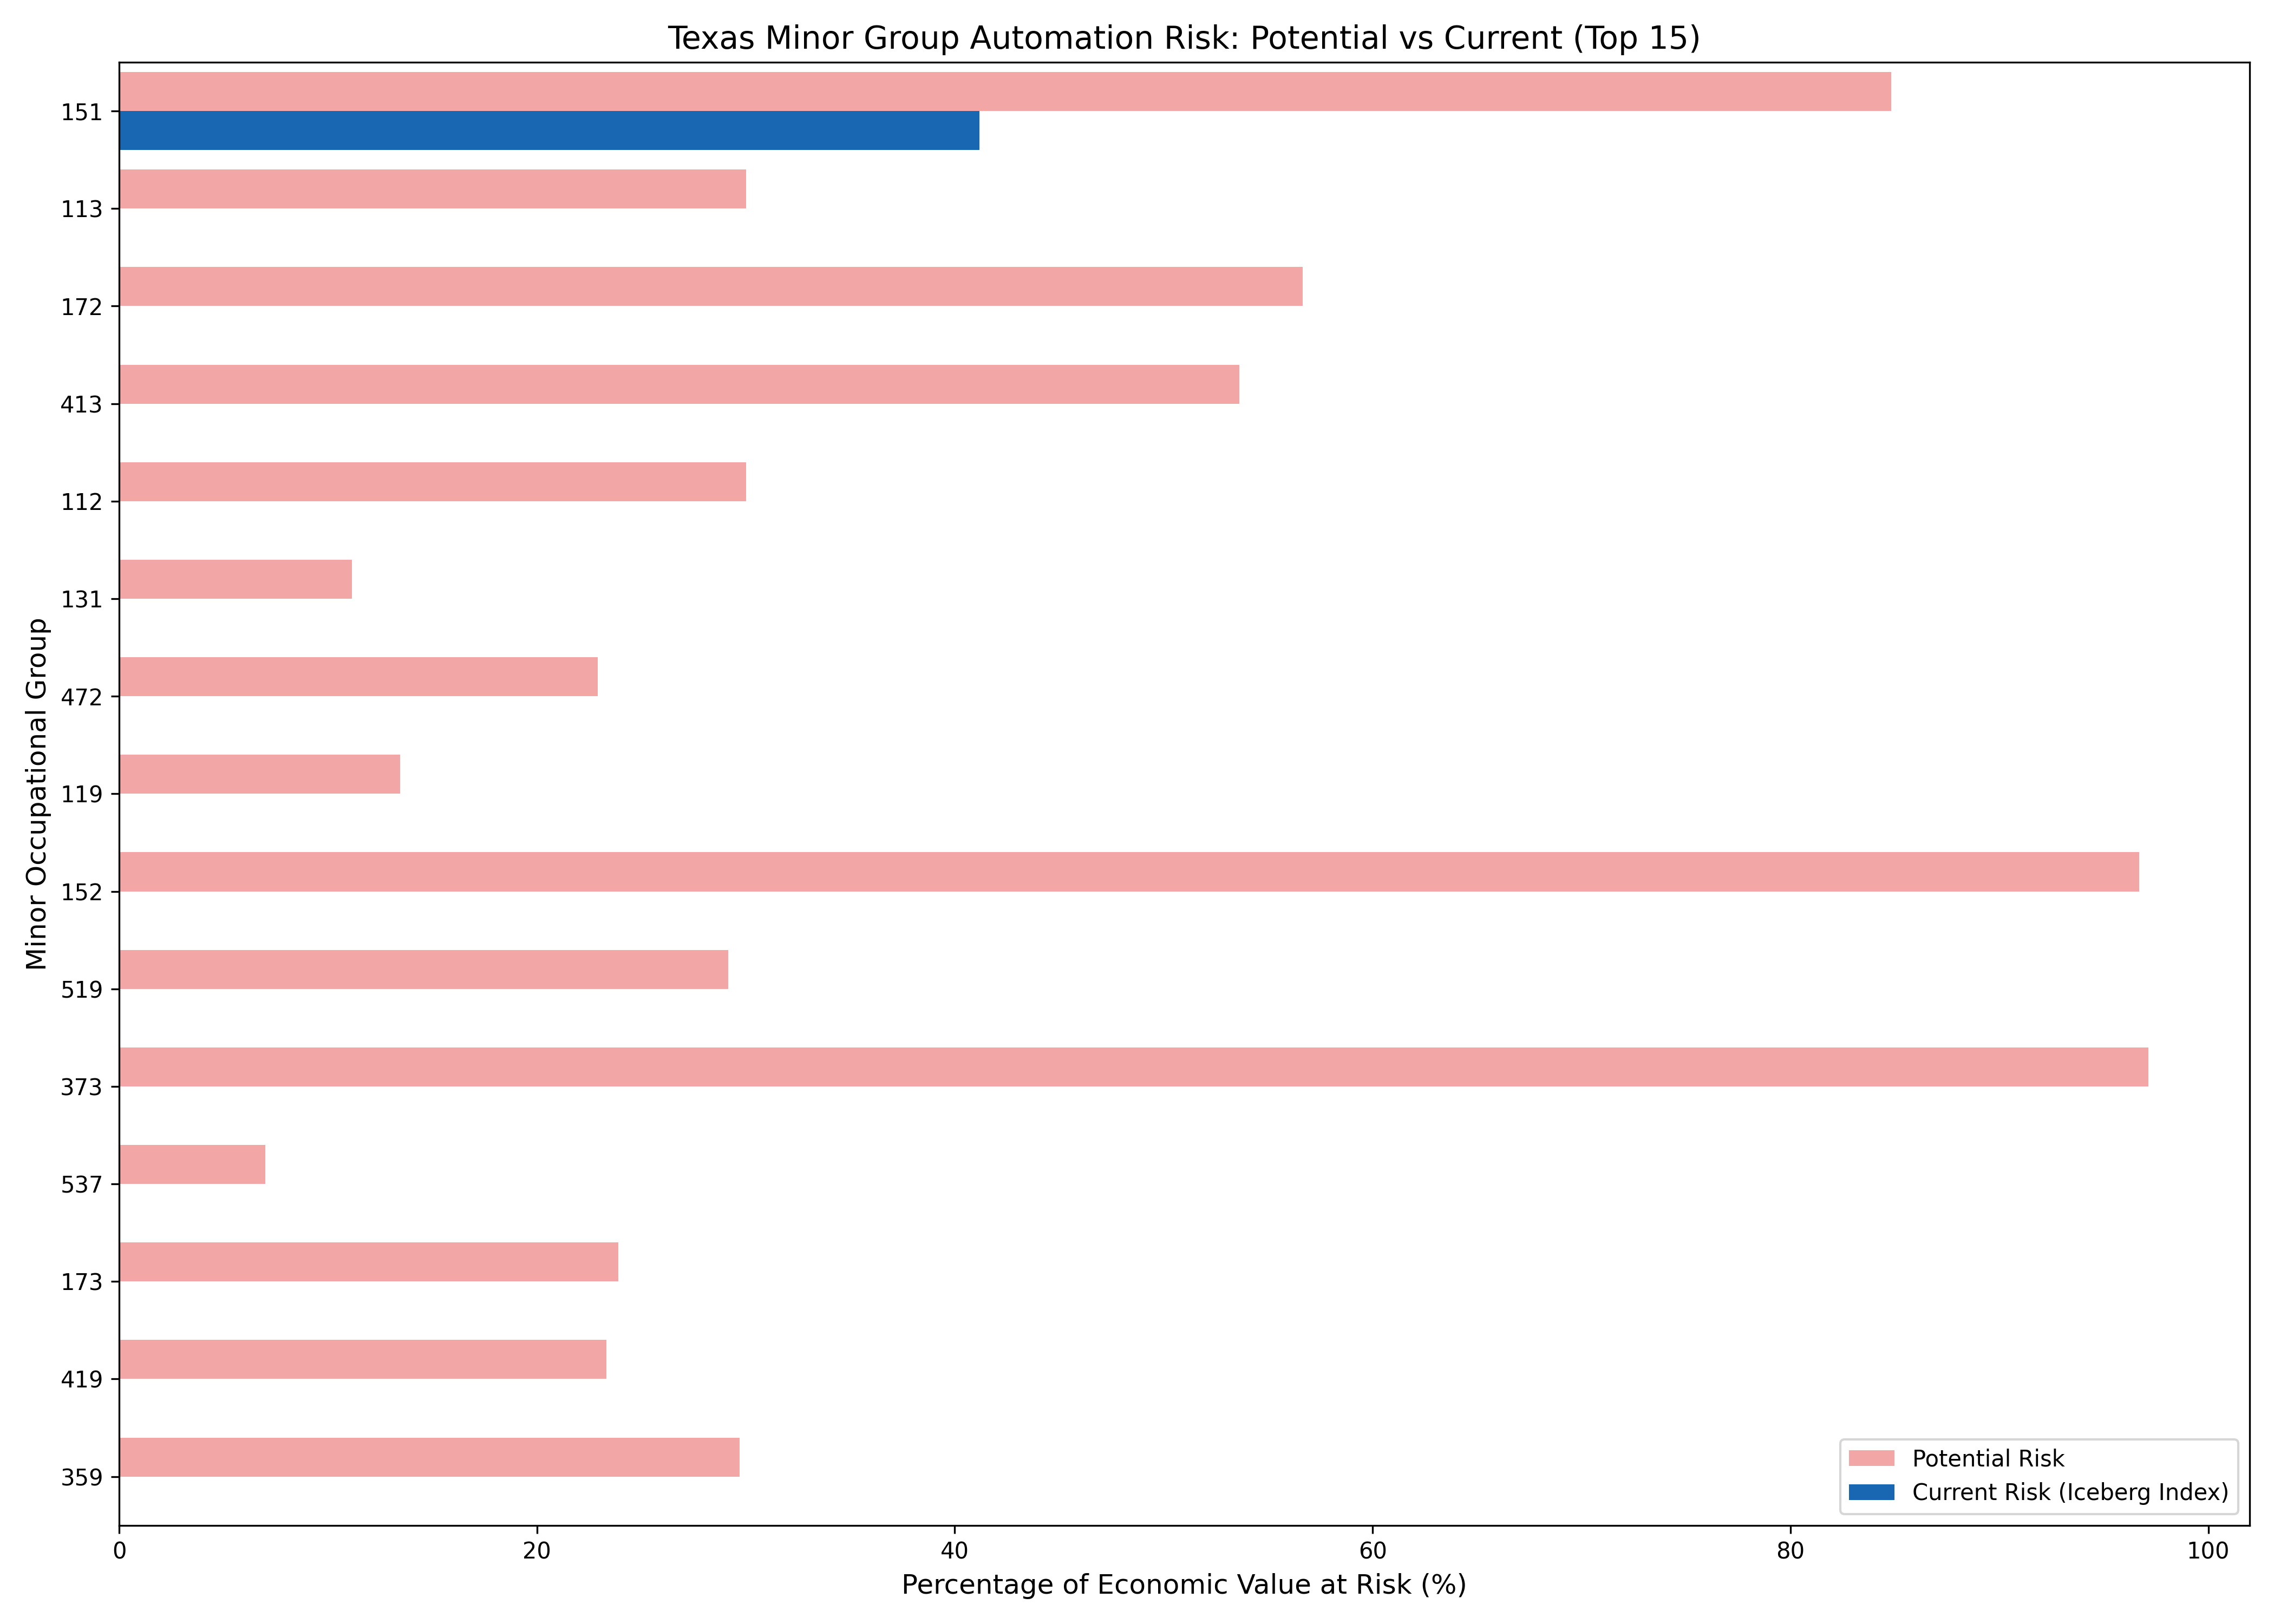 Texas Minor Group Automation Risk: Potential vs Current (Top 15)
Minor Occupational Group
151
113
172
413
112
131
472
119
152
519
373
537
173
419
359
Potential Risk
Current Risk (Iceberg Index)
0 20 40 60 80 100
Percentage of Economic Value at Risk (%)